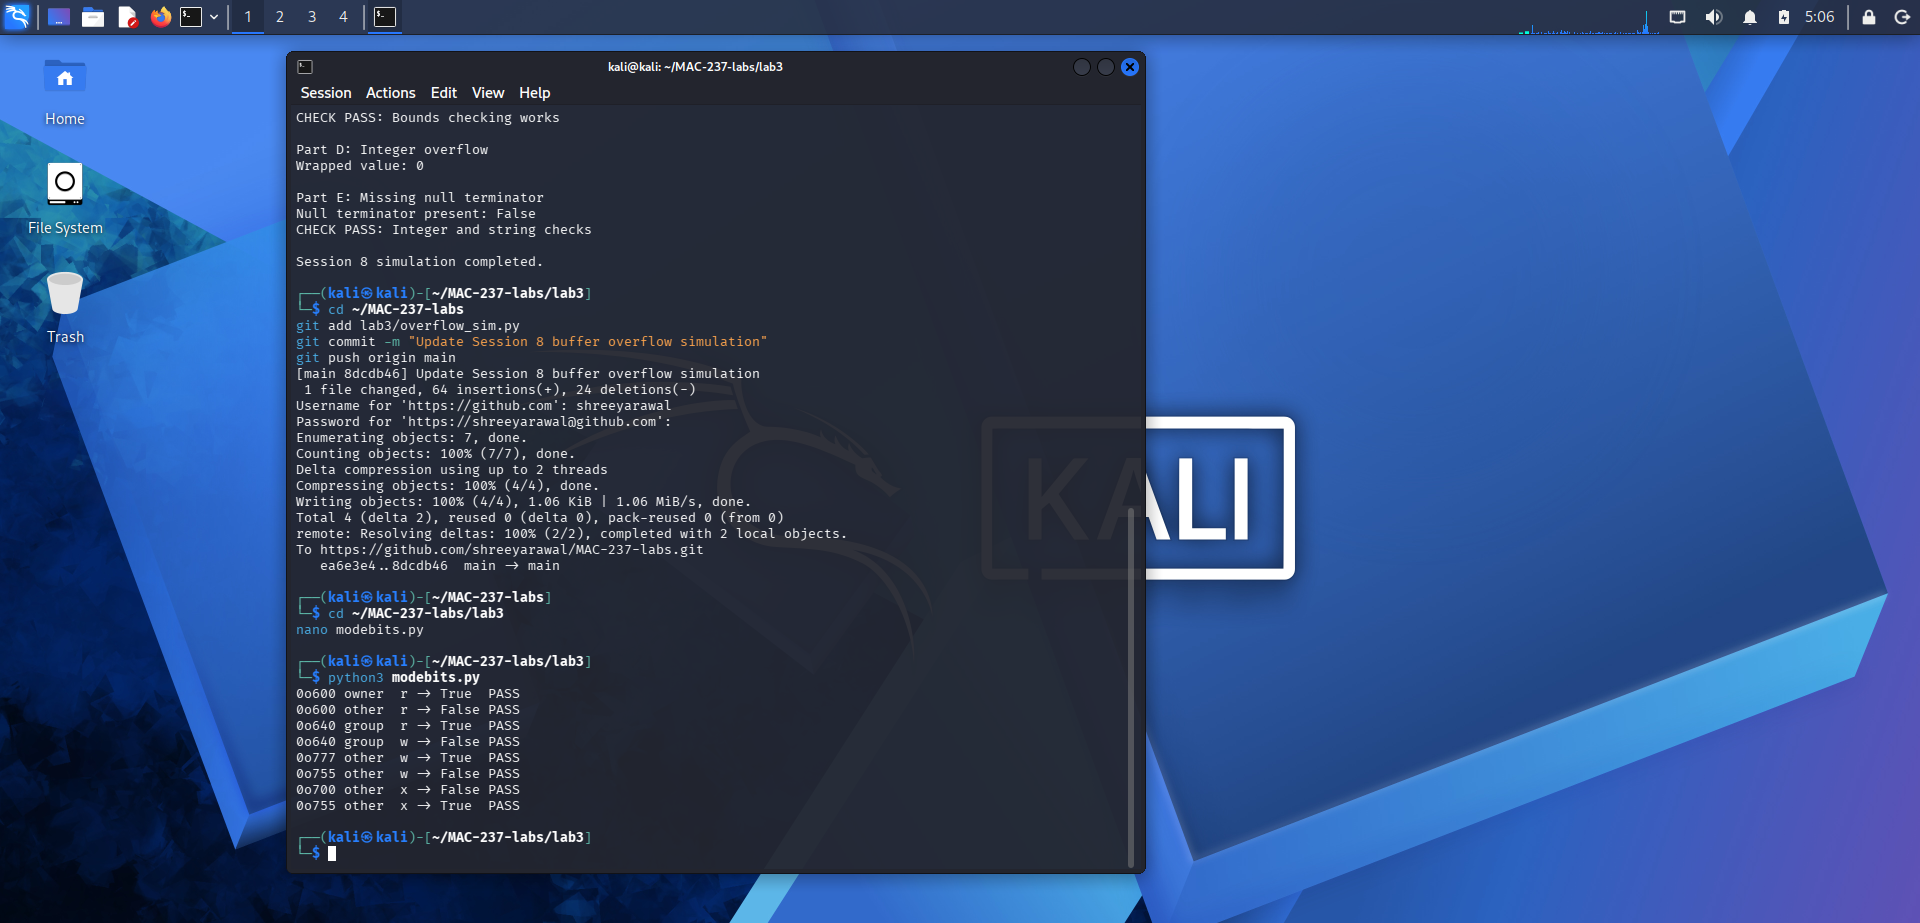 1 2 3 4
5:06
Home
File System
Trash
kali@kali: ~/MAC-237-labs/lab3
Session Actions Edit View Help
CHECK PASS: Bounds checking works
Part D: Integer overflow
Wrapped value: 0
Part E: Missing null terminator
Null terminator present: False
CHECK PASS: Integer and string checks
Session 8 simulation completed.
┌──(kali㉿kali)-[~/MAC-237-labs/lab3]
└─$ cd ~/MAC-237-labs
git add lab3/overflow_sim.py
git commit -m "Update Session 8 buffer overflow simulation"
git push origin main
[main 8dcdb46] Update Session 8 buffer overflow simulation
1 file changed, 64 insertions(+), 24 deletions(-)
Username for 'https://github.com': shreeyarawal
Password for 'https://shreeyarawal@github.com':
Enumerating objects: 7, done.
Counting objects: 100% (7/7), done.
Delta compression using up to 2 threads
Compressing objects: 100% (4/4), done.
Writing objects: 100% (4/4), 1.06 KiB | 1.06 MiB/s, done.
Total 4 (delta 2), reused 0 (delta 0), pack-reused 0 (from 0)
remote: Resolving deltas: 100% (2/2), completed with 2 local objects.
To https://github.com/shreeyarawal/MAC-237-labs.git
ea6e3e4..8dcdb46  main -> main
┌──(kali㉿kali)-[~/MAC-237-labs]
└─$ cd ~/MAC-237-labs/lab3
nano modebits.py
┌──(kali㉿kali)-[~/MAC-237-labs/lab3]
└─$ python3 modebits.py
0o600 owner  r -> True  PASS
0o600 other  r -> False PASS
0o640 group  r -> True  PASS
0o640 group  w -> False PASS
0o777 other  w -> True  PASS
0o755 other  w -> False PASS
0o700 other  x -> False PASS
0o755 other  x -> True  PASS
┌──(kali㉿kali)-[~/MAC-237-labs/lab3]
└─$
KALI